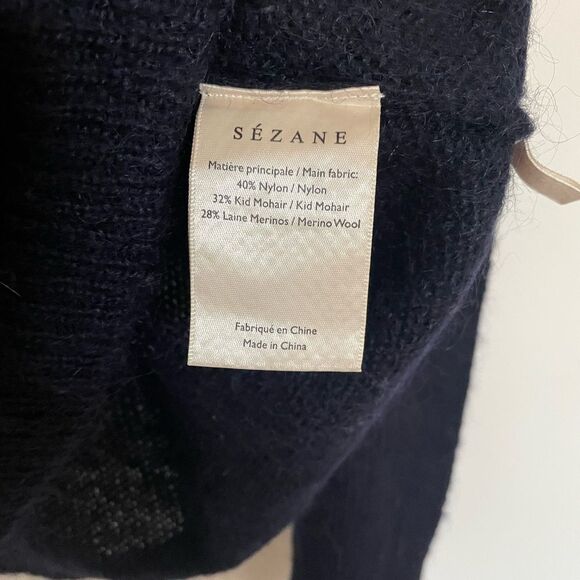 SÉZANE
Matière principale / Main fabric:
40% Nylon / Nylon
32% Kid Mohair / Kid Mohair
28% Laine Merinos / Merino Wool
Fabriqué en Chine
Made in China